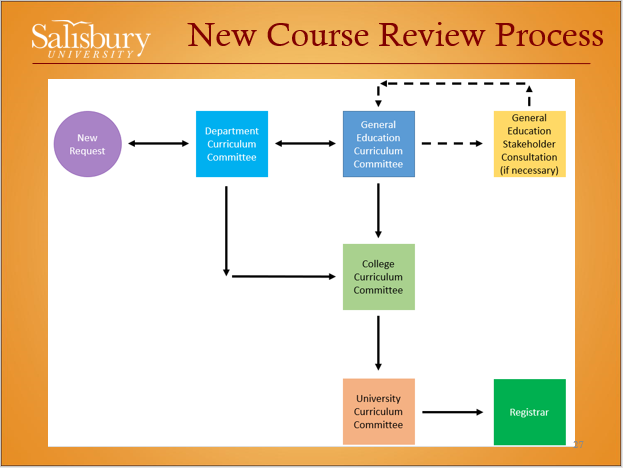 Salisbury
UNIVERSITY
New Course Review Process
New
Request
Department
Curriculum
Committee
General
Education
Curriculum
Committee
General
Education
Stakeholder
Consultation
(if necessary)
College
Curriculum
Committee
University
Curriculum
Committee
Registrar
27